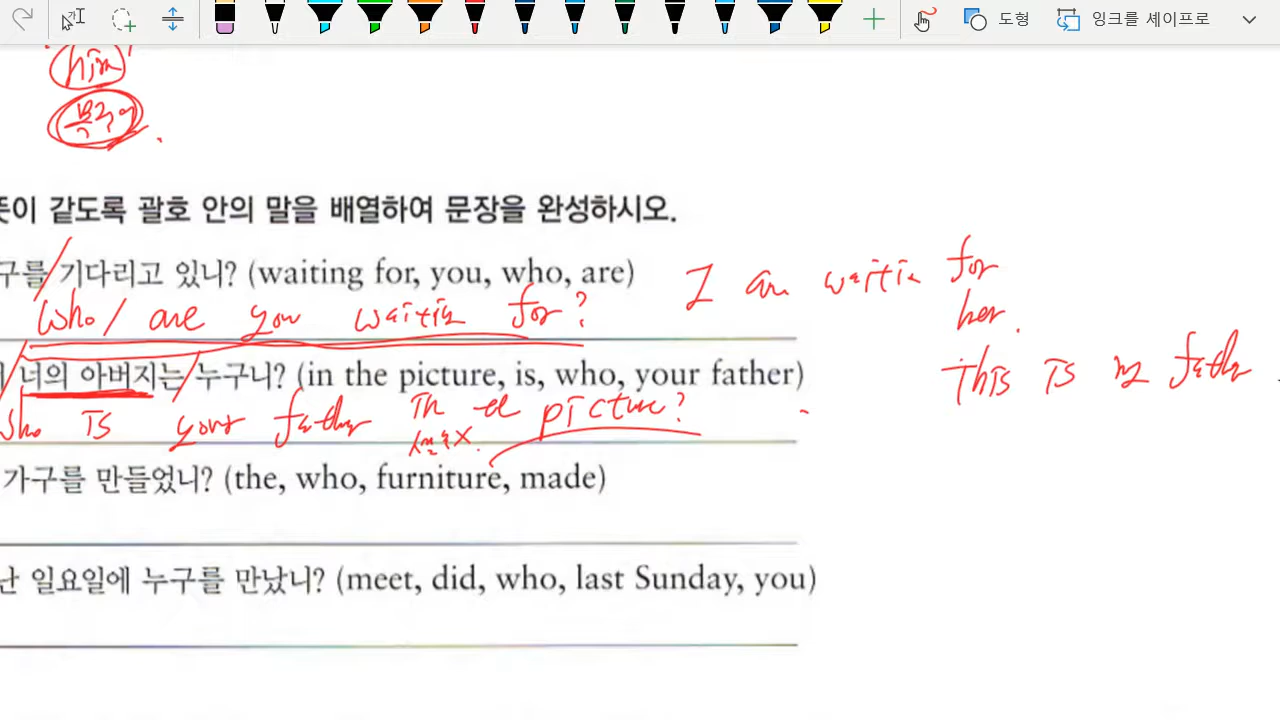 도형 잉크를 셰이프로
him
목적어
뜻이 같도록 괄호 안의 말을 배열하여 문장을 완성하시오.
구를 기다리고 있니? (waiting for, you, who, are)
I am waitin for
her.
who are you waitin for?
너의 아버지는 누구니? (in the picture, is, who, your father)
This is my father
who is your father in the picture?
가구를 만들었니? (the, who, furniture, made)
난 일요일에 누구를 만났니? (meet, did, who, last Sunday, you)